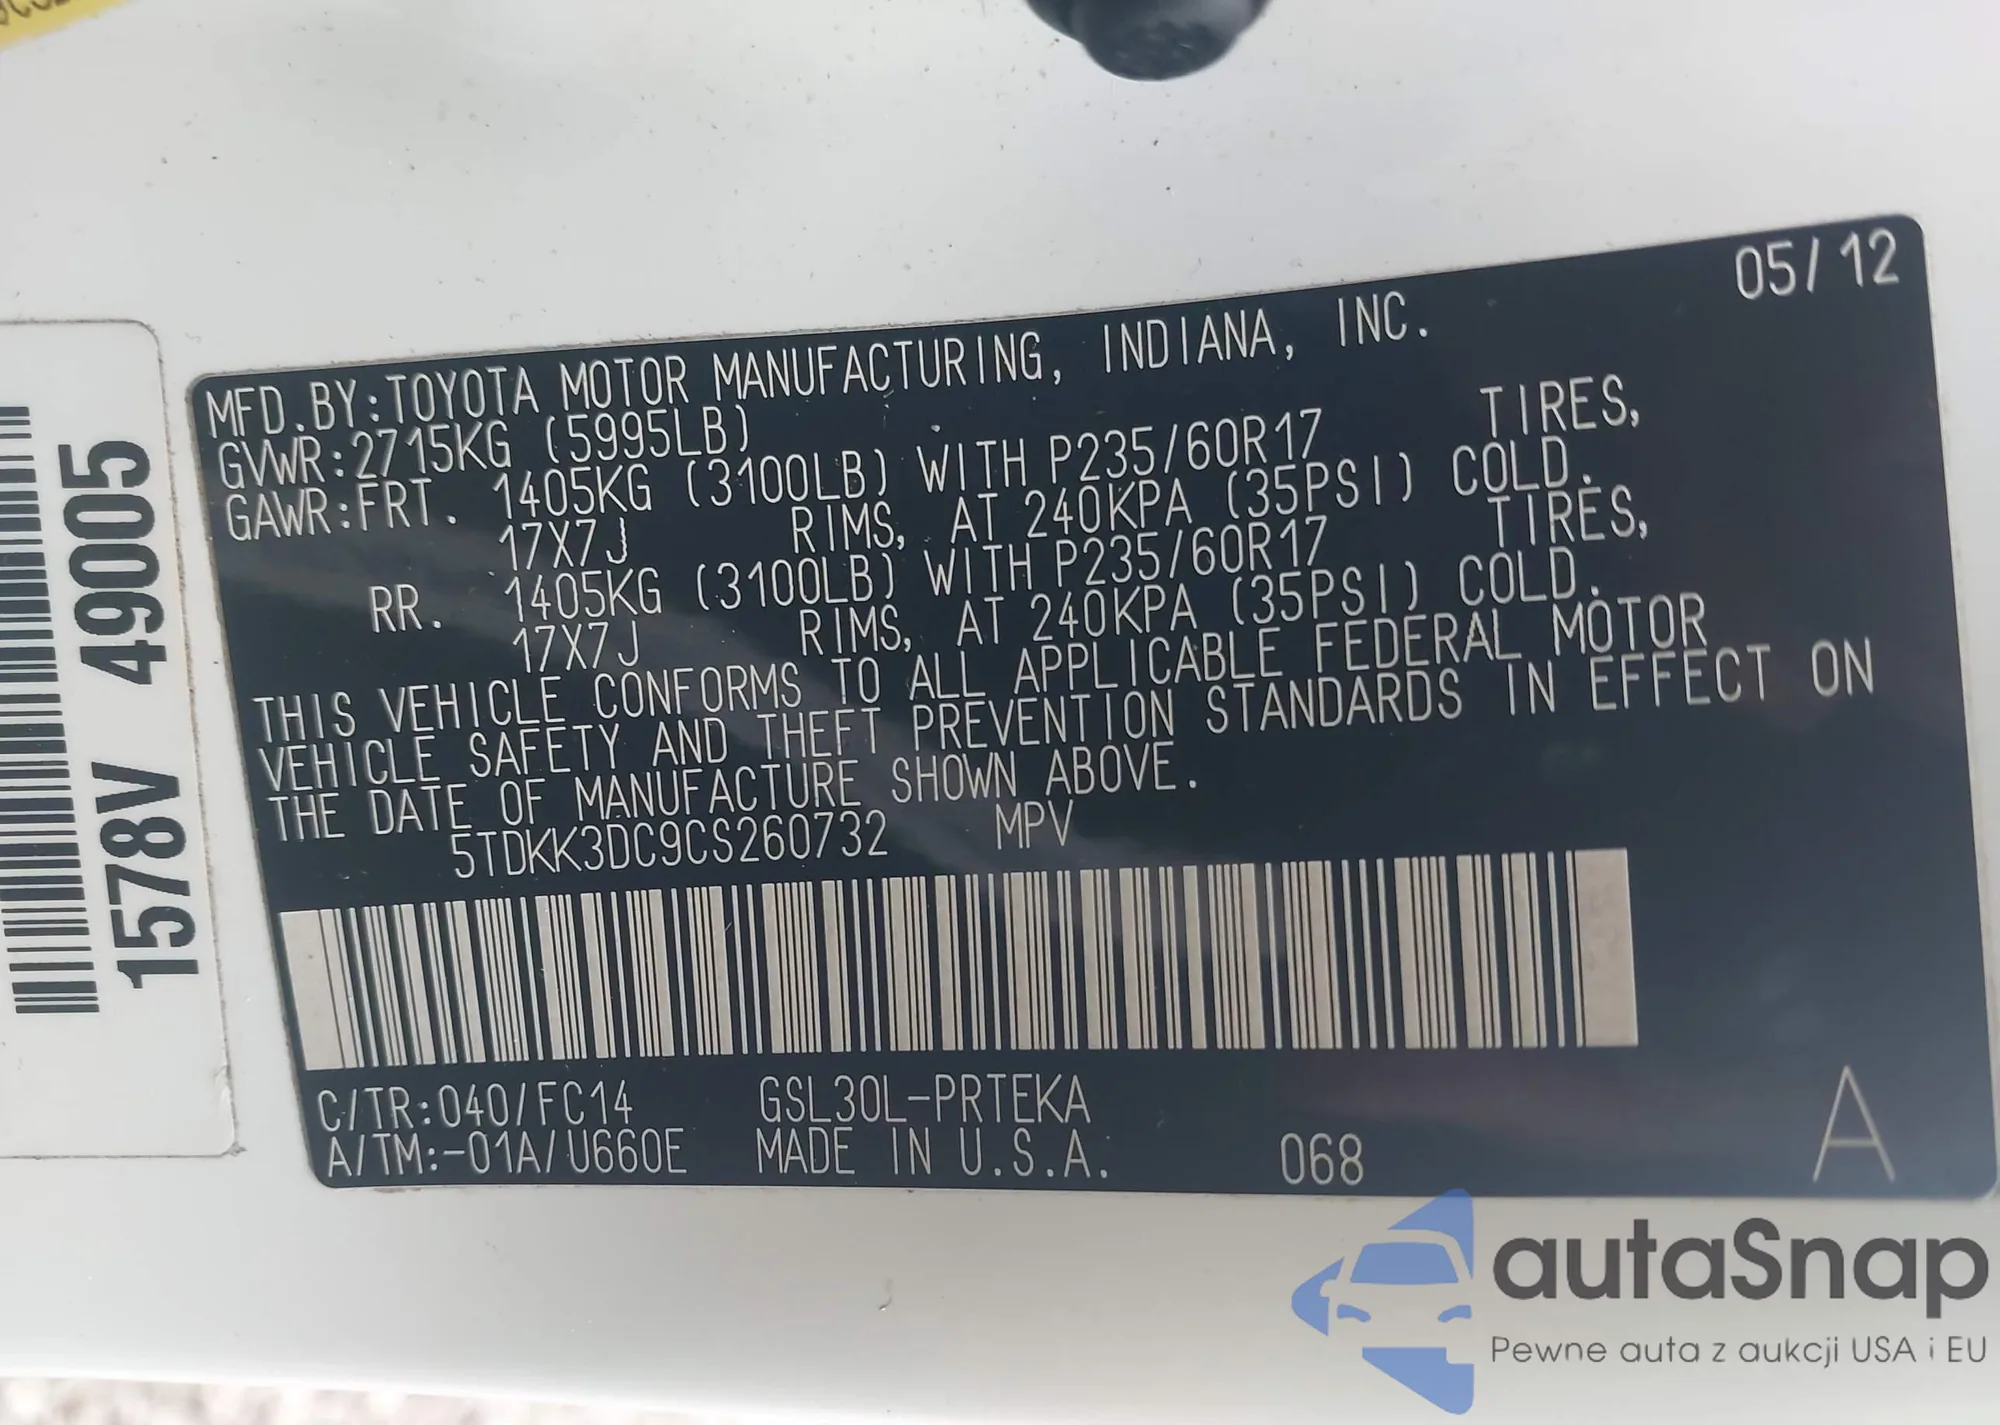 05/12
MFD.BY:TOYOTA MOTOR MANUFACTURING, INDIANA, INC.
GVWR:2715KG (5995LB)
GAWR:FRT. 1405KG (3100LB) WITH P235/60R17 TIRES,
17X7J RIMS, AT 240KPA (35PSI) COLD.
RR. 1405KG (3100LB) WITH P235/60R17 TIRES,
17X7J RIMS, AT 240KPA (35PSI) COLD.
THIS VEHICLE CONFORMS TO ALL APPLICABLE FEDERAL MOTOR
VEHICLE SAFETY AND THEFT PREVENTION STANDARDS IN EFFECT ON
THE DATE OF MANUFACTURE SHOWN ABOVE.
5TDKK3DC9CS260732 MPV
C/TR:040/FC14 GSL30L-PRTEKA
A/TM:-01A/U660E MADE IN U.S.A. 068 A
1578V 49005
autaSnap
Pewne auta z aukcji USA i EU